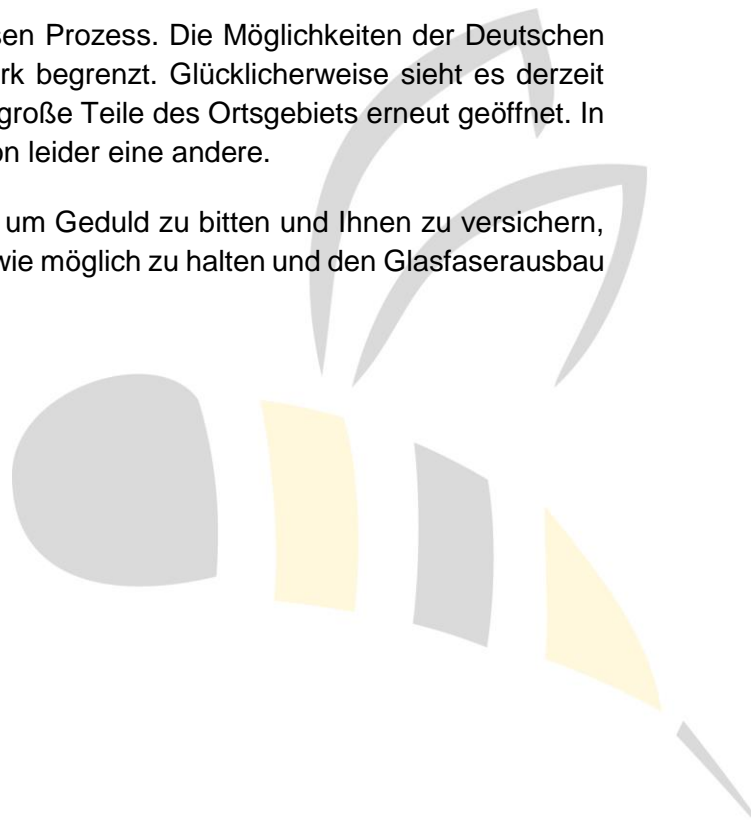 sen Prozess. Die Möglichkeiten der Deutschen
rk begrenzt. Glücklicherweise sieht es derzeit
große Teile des Ortsgebiets erneut geöffnet. In
on leider eine andere.
um Geduld zu bitten und Ihnen zu versichern,
wie möglich zu halten und den Glasfaserausbau